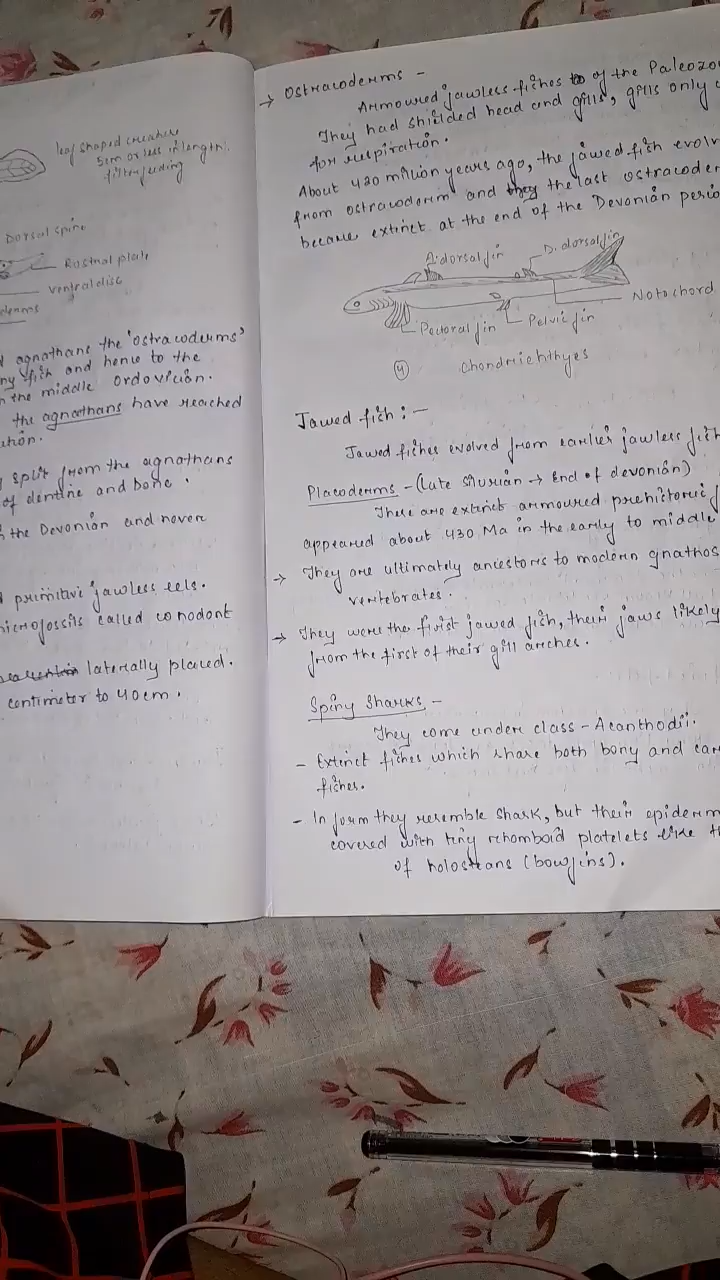 leaf shaped creature
5cm or less in length
filter feeding
Dorsal spine
Rostral plate
ventral disc
agnathans the 'ostracoderms'
fish and hence to the
the middle ordovician.
the agnathans have reached
split from the agnathans
of dentine and bone.
the Devonian and never
primitive jawless eels.
microfossils called conodont
laterally placed.
centimeter to 40cm.
→ Ostracoderms -
Armoured jawless fishes of the
They had shielded head and gills, gills only
for respiration.
About 420 million years ago, the jawed fish
from ostracoderm and the last
became extinct at the end of the Devonian
A. dorsal fin
D. dorsal fin
Notochord
Pectoral fin
Pelvic fin
4 Chondrichthyes
Jawed fish :-
Jawed fishes evolved from earlier jawless
Placoderms - (late silurian → End of devonian)
These are extinct armoured prehistoric
appeared about 430 Ma in the early to middle
→ They are ultimately ancestors to modern
vertebrates.
→ They were the first jawed fish, their jaws likely
from the first of their gill arches.
Spiny Sharks -
They come under class - Acanthodii.
- Extinct fishes which share both bony and
fishes.
- In form they resemble shark, but their
covered with tiny rhomboid platelets like
of holosteans (bowfins).